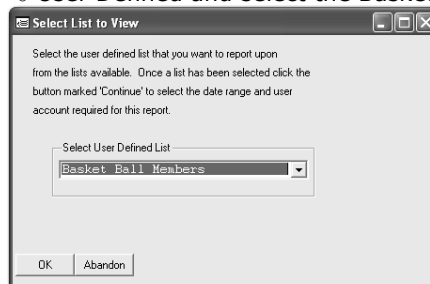 User Defined and select the Basket
Select List to View
Select the user defined list that you want to report upon
from the lists available. Once a list has been selected click the
button marked 'Continue' to select the date range and user
account required for this report.
Select User Defined List
Basket Ball Members
OK Abandon